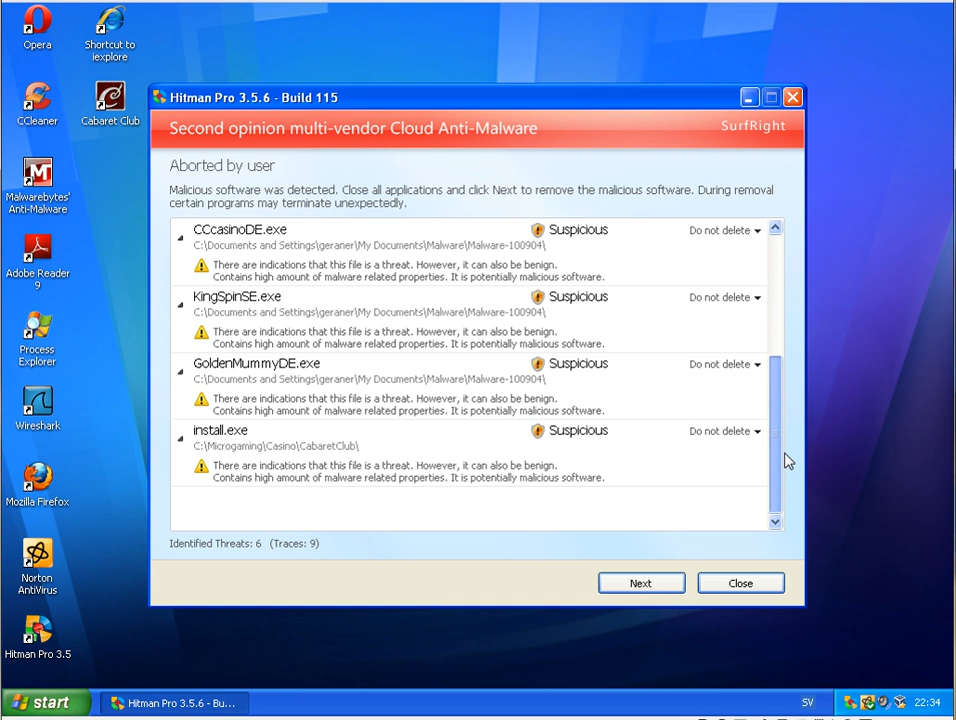 Opera
Shortcut to
iexplore
CCleaner
Cabaret Club
Malwarebytes'
Anti-Malware
Adobe Reader
9
Process
Explorer
Wireshark
Mozilla Firefox
Norton
AntiVirus
Hitman Pro 3.5
Hitman Pro 3.5.6 - Build 115
Second opinion multi-vendor Cloud Anti-Malware
SurfRight
Aborted by user
Malicious software was detected. Close all applications and click Next to remove the malicious software. During removal
certain programs may terminate unexpectedly.
CCcasinoDE.exe Suspicious Do not delete
C:\Documents and Settings\geraner\My Documents\Malware\Malware-100904\
There are indications that this file is a threat. However, it can also be benign.
Contains high amount of malware related properties. It is potentially malicious software.
KingSpinSE.exe Suspicious Do not delete
C:\Documents and Settings\geraner\My Documents\Malware\Malware-100904\
There are indications that this file is a threat. However, it can also be benign.
Contains high amount of malware related properties. It is potentially malicious software.
GoldenMummyDE.exe Suspicious Do not delete
C:\Documents and Settings\geraner\My Documents\Malware\Malware-100904\
There are indications that this file is a threat. However, it can also be benign.
Contains high amount of malware related properties. It is potentially malicious software.
install.exe Suspicious Do not delete
C:\Microgaming\Casino\CabaretClub\
There are indications that this file is a threat. However, it can also be benign.
Contains high amount of malware related properties. It is potentially malicious software.
Identified Threats: 6 (Traces: 9)
Next Close
start Hitman Pro 3.5.6 - Bu... SV 22:34